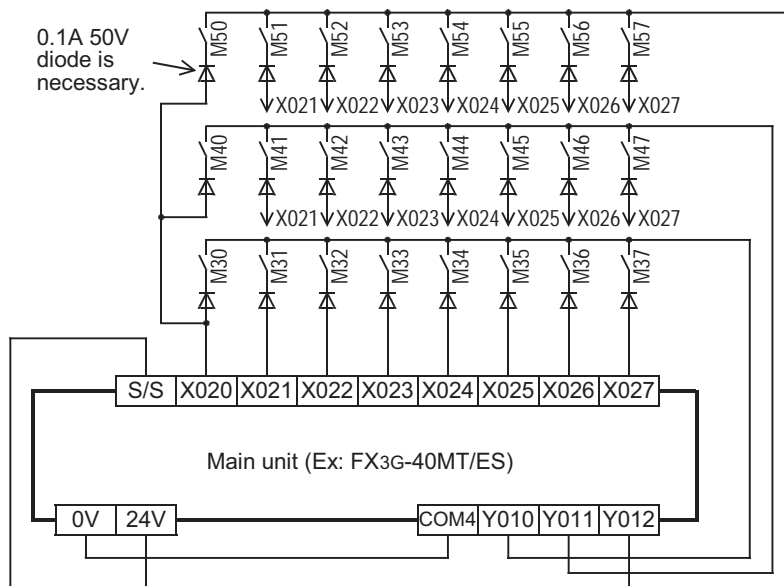 0.1A 50V
diode is
necessary.
M50 M51 M52 M53 M54 M55 M56 M57
X021 X022 X023 X024 X025 X026 X027
M40 M41 M42 M43 M44 M45 M46 M47
X021 X022 X023 X024 X025 X026 X027
M30 M31 M32 M33 M34 M35 M36 M37
S/S X020 X021 X022 X023 X024 X025 X026 X027
Main unit (Ex: FX3G-40MT/ES)
0V 24V COM4 Y010 Y011 Y012